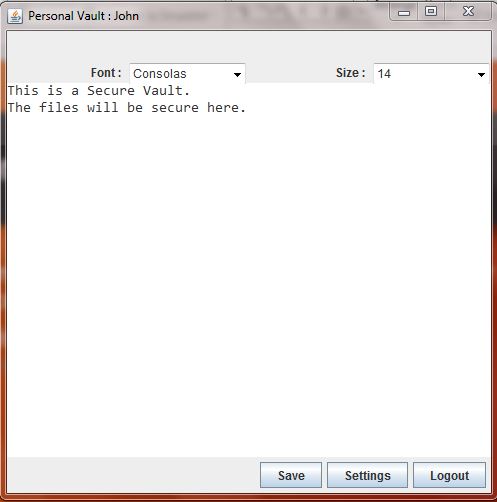 Personal Vault : John
Font : Consolas Size : 14
This is a Secure Vault.
The files will be secure here.
Save Settings Logout